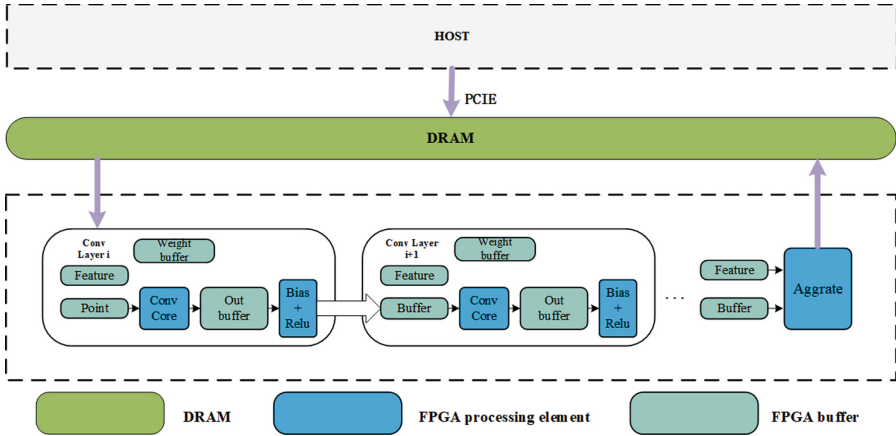 HOST
PCIE
DRAM
Conv
Layer i
Weight
buffer
Feature
Point
Conv
Core
Out
buffer
Bias
+
Relu
Conv Layer
i+1
Weight
buffer
Feature
Buffer
Conv
Core
Out
buffer
Bias
+
Relu
...
Feature
Buffer
Aggrate
DRAM
FPGA processing element
FPGA buffer